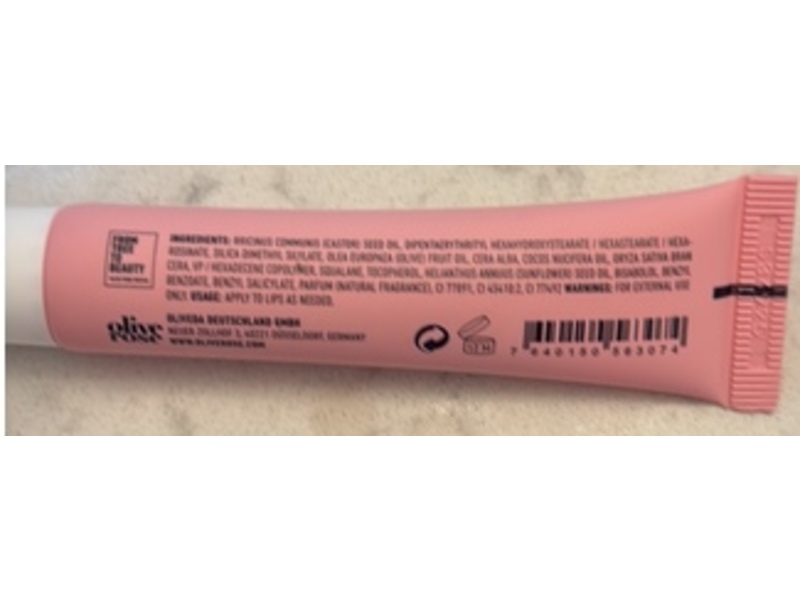 FROM
TREE
TO
BEAUTY
INGREDIENTS: RICINUS COMMUNIS (CASTOR) SEED OIL, DIPENTAERYTHRITYL HEXAHYDROXYSTEARATE / HEXASTEARATE / HEXA-
ROSINATE, SILICA DIMETHYL SILYLATE, OLEA EUROPAEA (OLIVE) FRUIT OIL, CERA ALBA, COCOS NUCIFERA OIL, ORYZA SATIVA BRAN
CERA, VP / HEXADECENE COPOLYMER, SQUALANE, TOCOPHEROL, HELIANTHUS ANNUUS (SUNFLOWER) SEED OIL, BISABOLOL, BENZYL
BENZOATE, BENZYL SALICYLATE, PARFUM (NATURAL FRAGRANCE), CI 77891, CI 45410:2, CI 77492 WARNINGS: FOR EXTERNAL USE
ONLY. USAGE: APPLY TO LIPS AS NEEDED.
olive
rose
OLIVEDA DEUTSCHLAND GMBH
NEUER ZOLLHOF 3, 40221 DÜSSELDORF, GERMANY
WWW.OLIVEROSE.COM
12 M
7 640150 563074